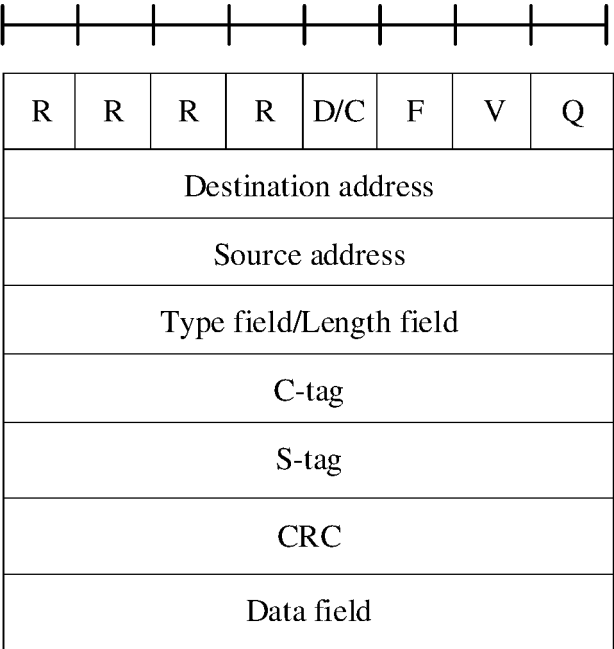 R R R R D/C F V Q
Destination address
Source address
Type field/Length field
C-tag
S-tag
CRC
Data field